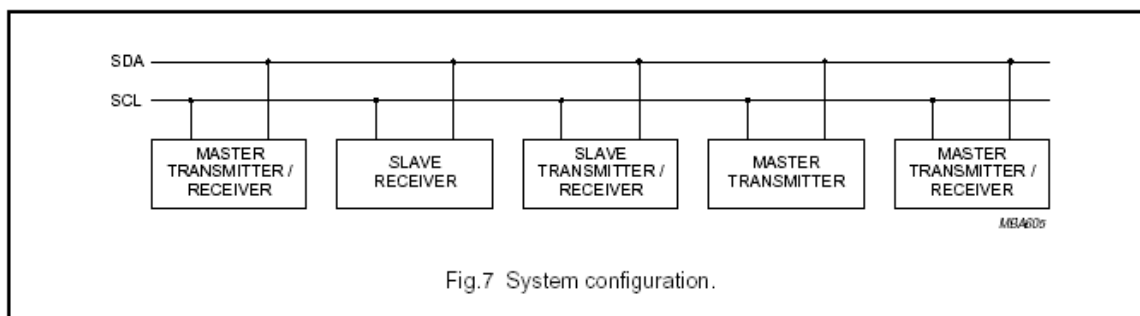 SDA
SCL
MASTER
TRANSMITTER /
RECEIVER
SLAVE
RECEIVER
SLAVE
TRANSMITTER /
RECEIVER
MASTER
TRANSMITTER
MASTER
TRANSMITTER /
RECEIVER
MBA605
Fig.7 System configuration.